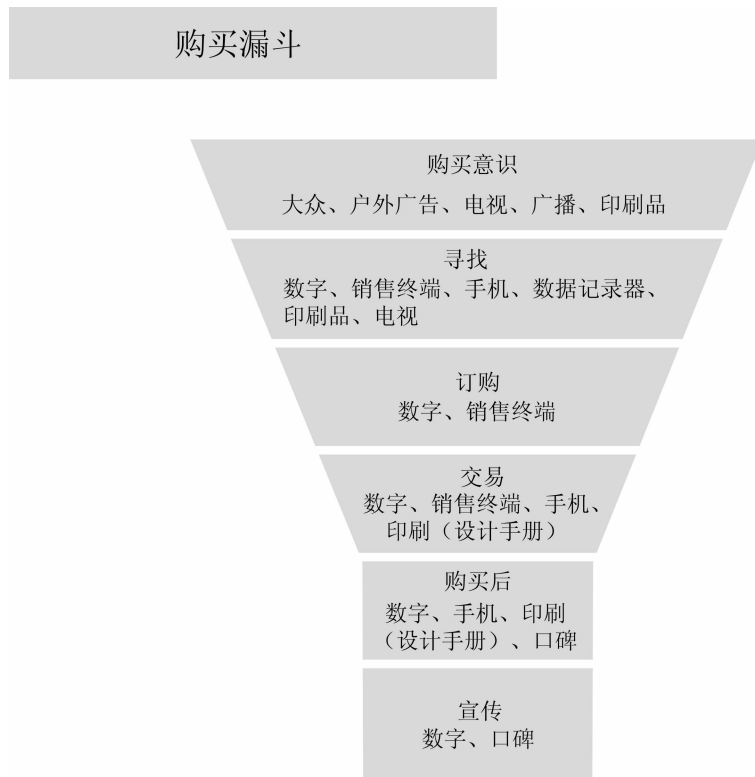 购买漏斗
购买意识
大众、户外广告、电视、广播、印刷品
寻找
数字、销售终端、手机、数据记录器、
印刷品、电视
订购
数字、销售终端
交易
数字、销售终端、手机、
印刷（设计手册）
购买后
数字、手机、印刷
（设计手册）、口碑
宣传
数字、口碑